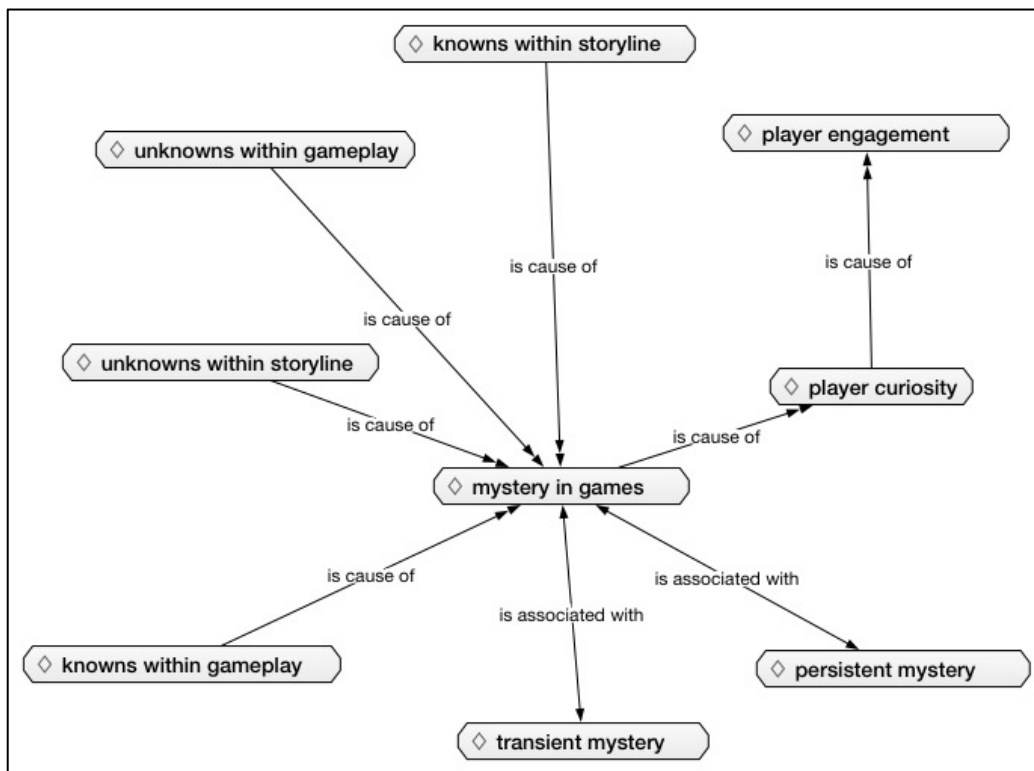 knowns within storyline
player engagement
unknowns within gameplay
is cause of
is cause of
is cause of
unknowns within storyline
player curiosity
is cause of
is cause of
mystery in games
is cause of
is associated with
is associated with
knowns within gameplay
persistent mystery
transient mystery